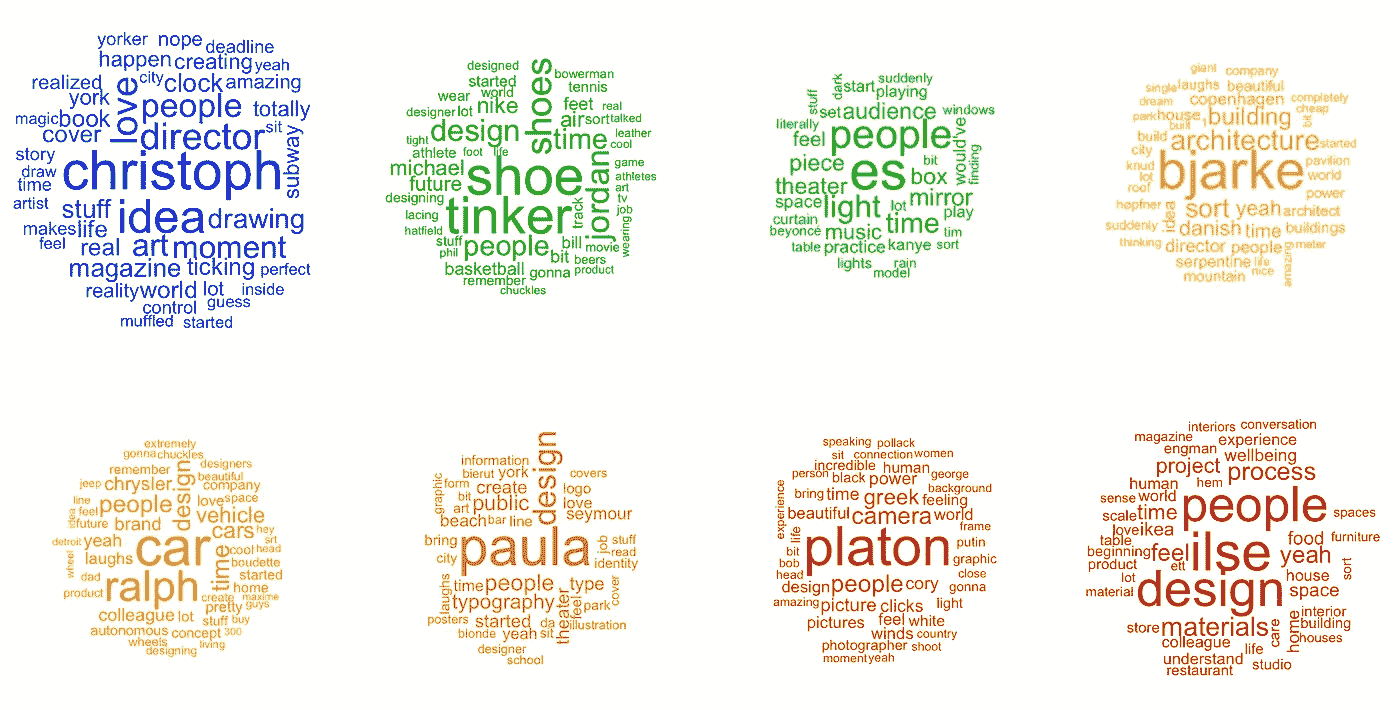 yorker nope deadline
happen creating yeah
realized city clock amazing
york love people totally
magic book director sit
cover
story christoph subway
draw
time
artist stuff idea drawing
makes life
feel real art moment
magazine ticking perfect
reality world lot inside
control guess
muffled started
designed shoes bowerman
started tennis
wear world
designer lot nike feet real
air sort talked
design time leather
tight cool
athlete foot life
michael shoe jordan game
future athletes
designing art
tinker track tv
lacing job
hatfield wearing
stuff people bill movie
phil bit beers
basketball gonna product
remember
chuckles
dark suddenly
stuff start playing
set audience windows
literally people would've
feel finding
piece es bit
theater box
space light lot mirror
curtain play
beyoncé music time tim
table practice kanye sort
lights rain
model
giant company
single laughs beautiful
dream copenhagen completely
park house cheap
built building bit
build architecture started
city
knud bjarke pavilion
lot world
roof power
hepfner idea sort yeah architect
suddenly danish time buildings
thinking director people meter
serpentine life amazing
mountain nice
extremely
gonna chuckles
remember design designers
jeep chrysler beautiful
company
line people love space
feel vehicle
idea future brand cars hey
detroit yeah car time srt
wheel laughs cool head
boudette
dad ralph started
product home
create maxime
colleague lot pretty guys
stuff buy
autonomous concept 300
wheels living
designing
information design
bierut york covers
graphic form create logo
bit public love
art seymour
beach bar line
bring paula job stuff
city read
identity
time people type cover
laughs typography theater feel park
posters started da illustration
blonde yeah sit
designer
school
speaking pollack
sit connection women
incredible human
person black power george
experience bring time greek background
feeling
beautiful camera world
life frame
bit platon putin
bob graphic
head close
design people cory gonna
amazing picture clicks light
pictures feel white
winds country
photographer shoot
moment yeah
interiors conversation
magazine experience
engman wellbeing
project process
human hem
sense world people spaces
scale time
love ikea food furniture
table
beginning feel ilse yeah
product ett house sort
lot design space
material
store materials care home interior
building
colleague houses
life
understand studio
restaurant